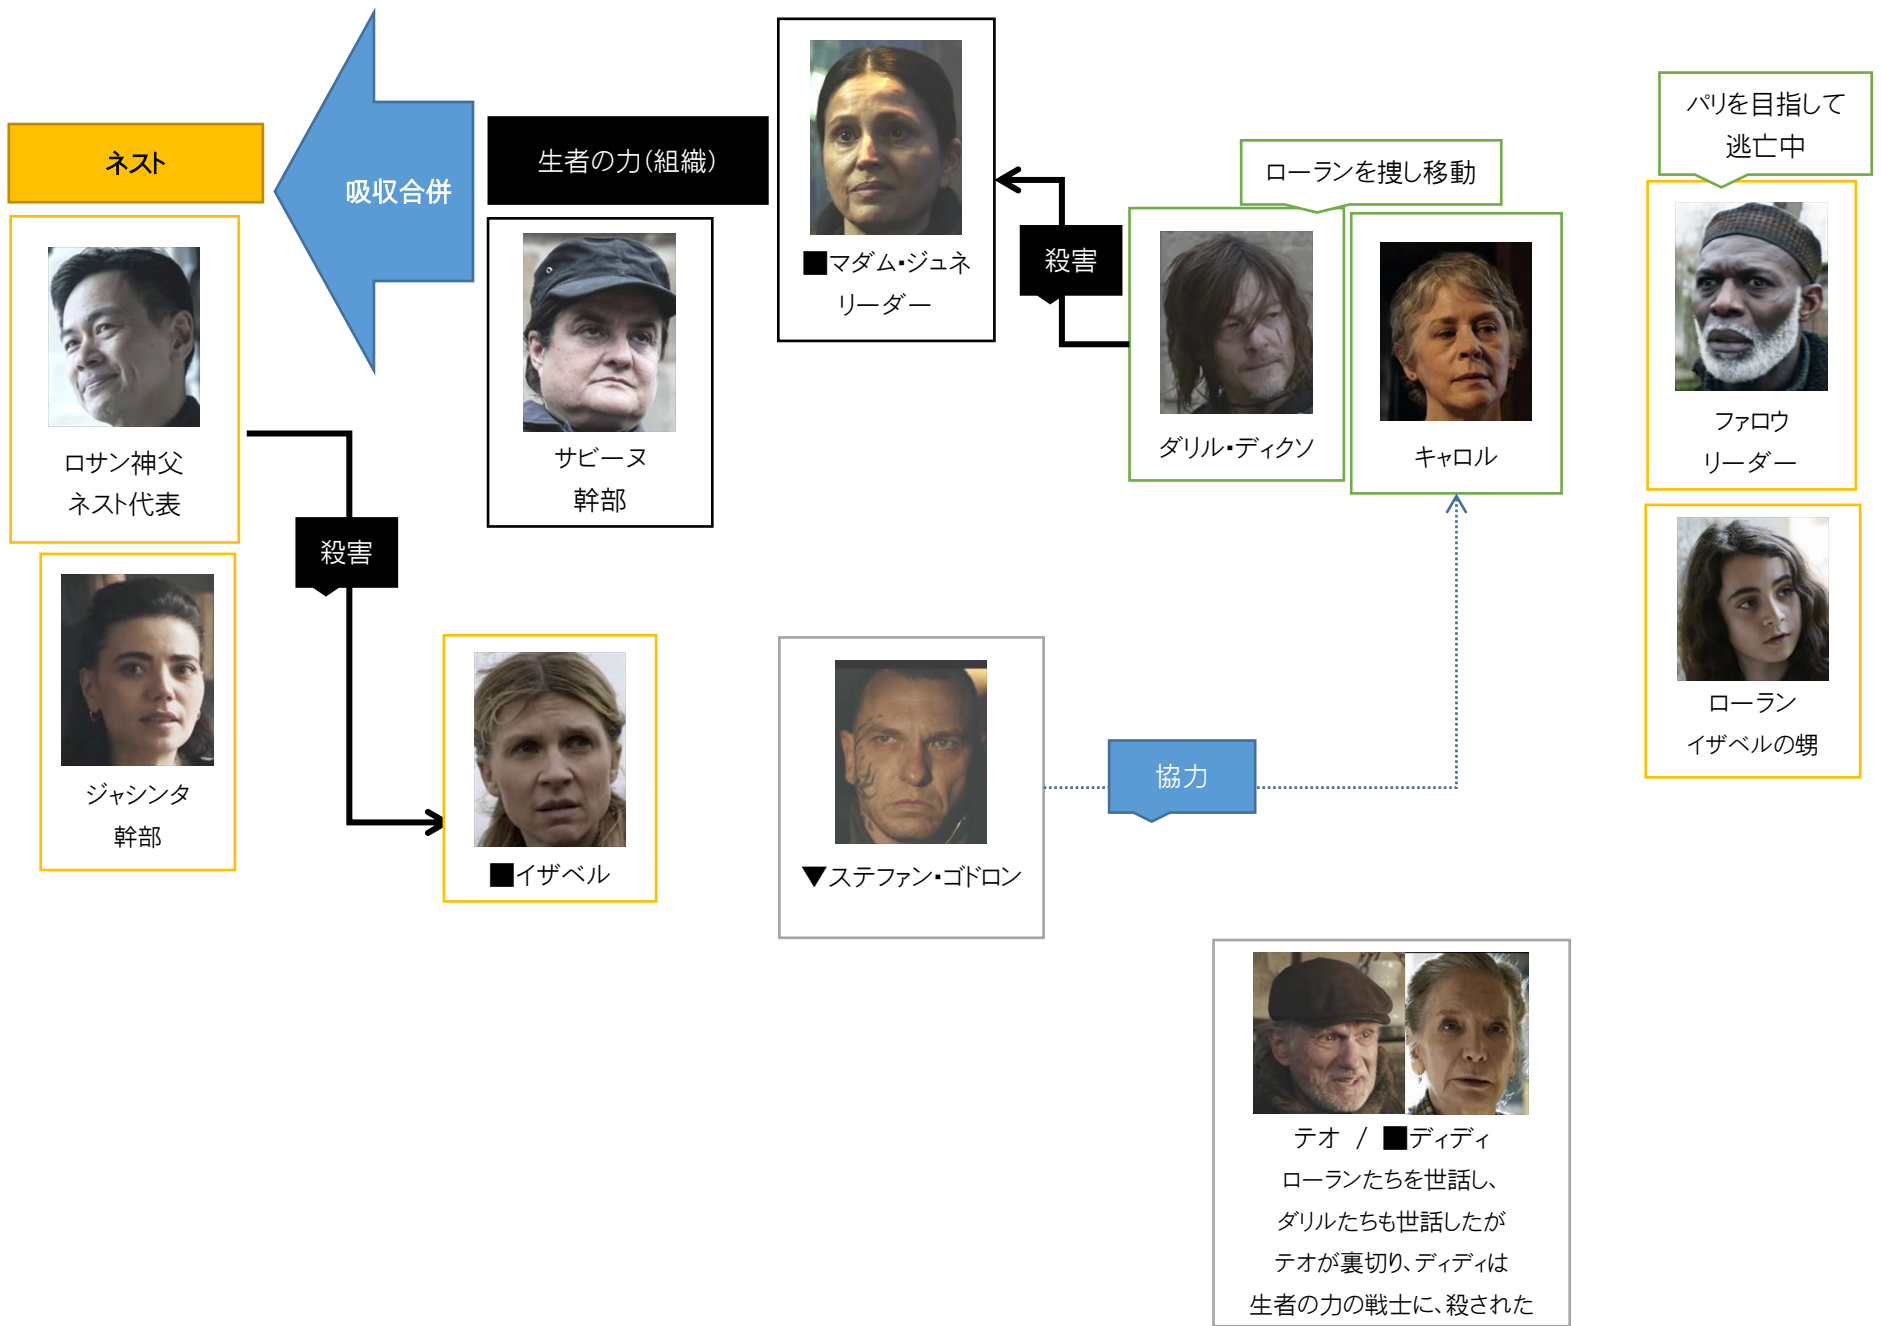 ネスト
吸収合併
生者の力(組織)
■マダム・ジュネ
リーダー
殺害
ローランを捜し移動
パリを目指して
逃亡中
ロサン神父
ネスト代表
サビーヌ
幹部
ダリル・ディクソ
キャロル
ファロウ
リーダー
殺害
ジャシンタ
幹部
■イザベル
▼ステファン・ゴドロン
協力
ローラン
イザベルの甥
テオ / ■ディディ
ローランたちを世話し、
ダリルたちも世話したが
テオが裏切り、ディディは
生者の力の戦士に、殺された